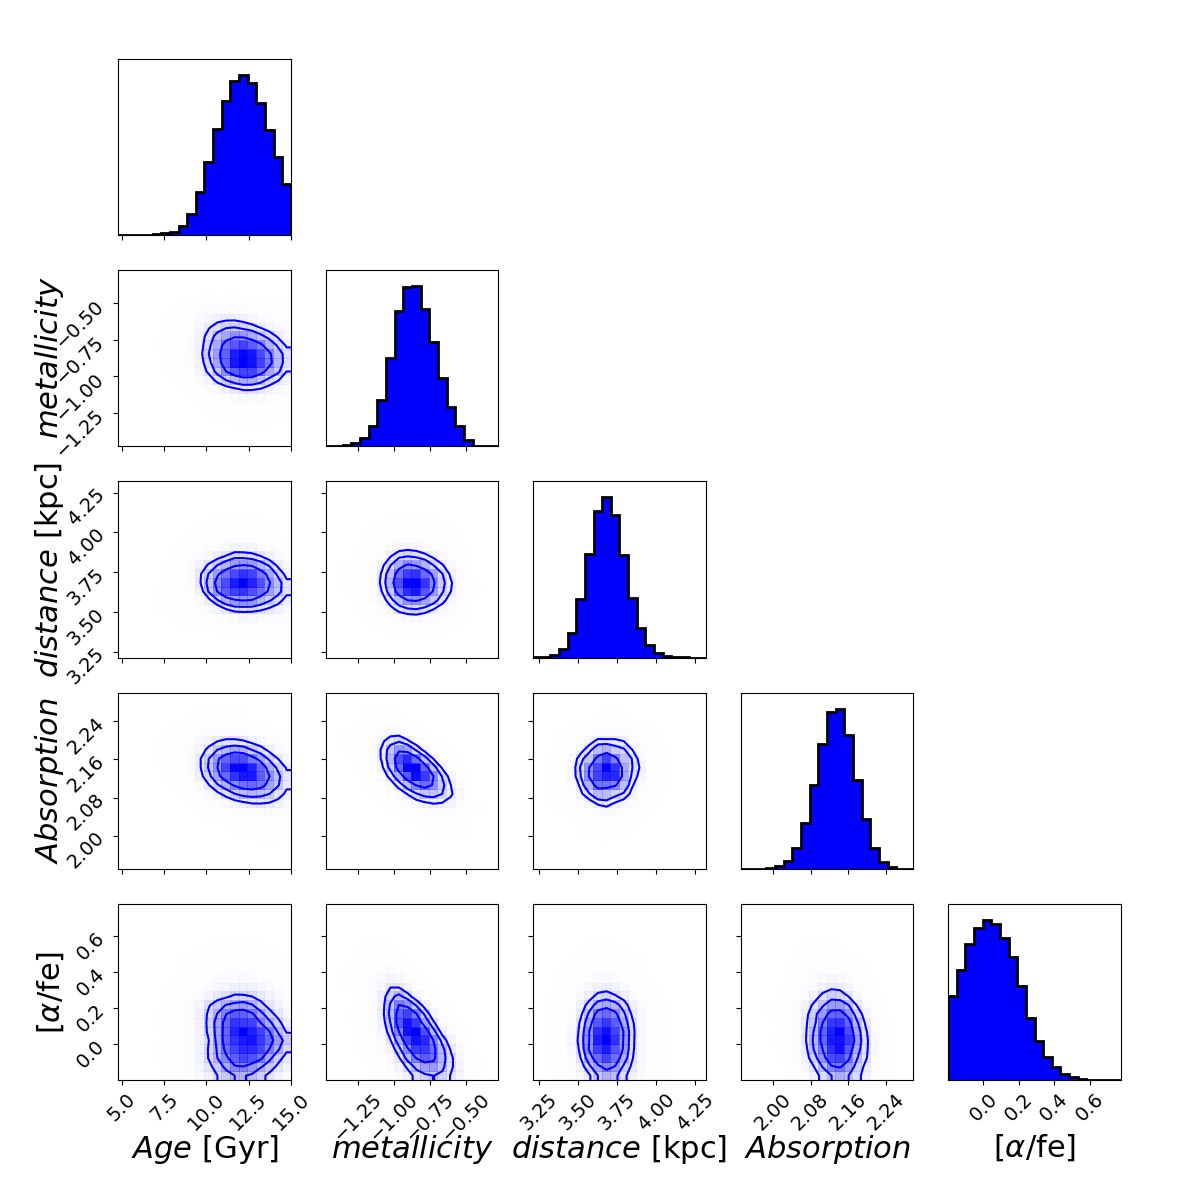 metallicity
−0.50
−0.75
−1.00
−1.25
distance [kpc]
4.25
4.00
3.75
3.50
3.25
Absorption
2.24
2.16
2.08
2.00
[α/fe]
0.6
0.4
0.2
0.0
5.0 7.5 10.0 12.5 15.0 −1.25 −1.00 −0.75 −0.50 3.25 3.50 3.75 4.00 4.25 2.00 2.08 2.16 2.24 0.0 0.2 0.4 0.6
Age [Gyr] metallicity distance [kpc] Absorption [α/fe]